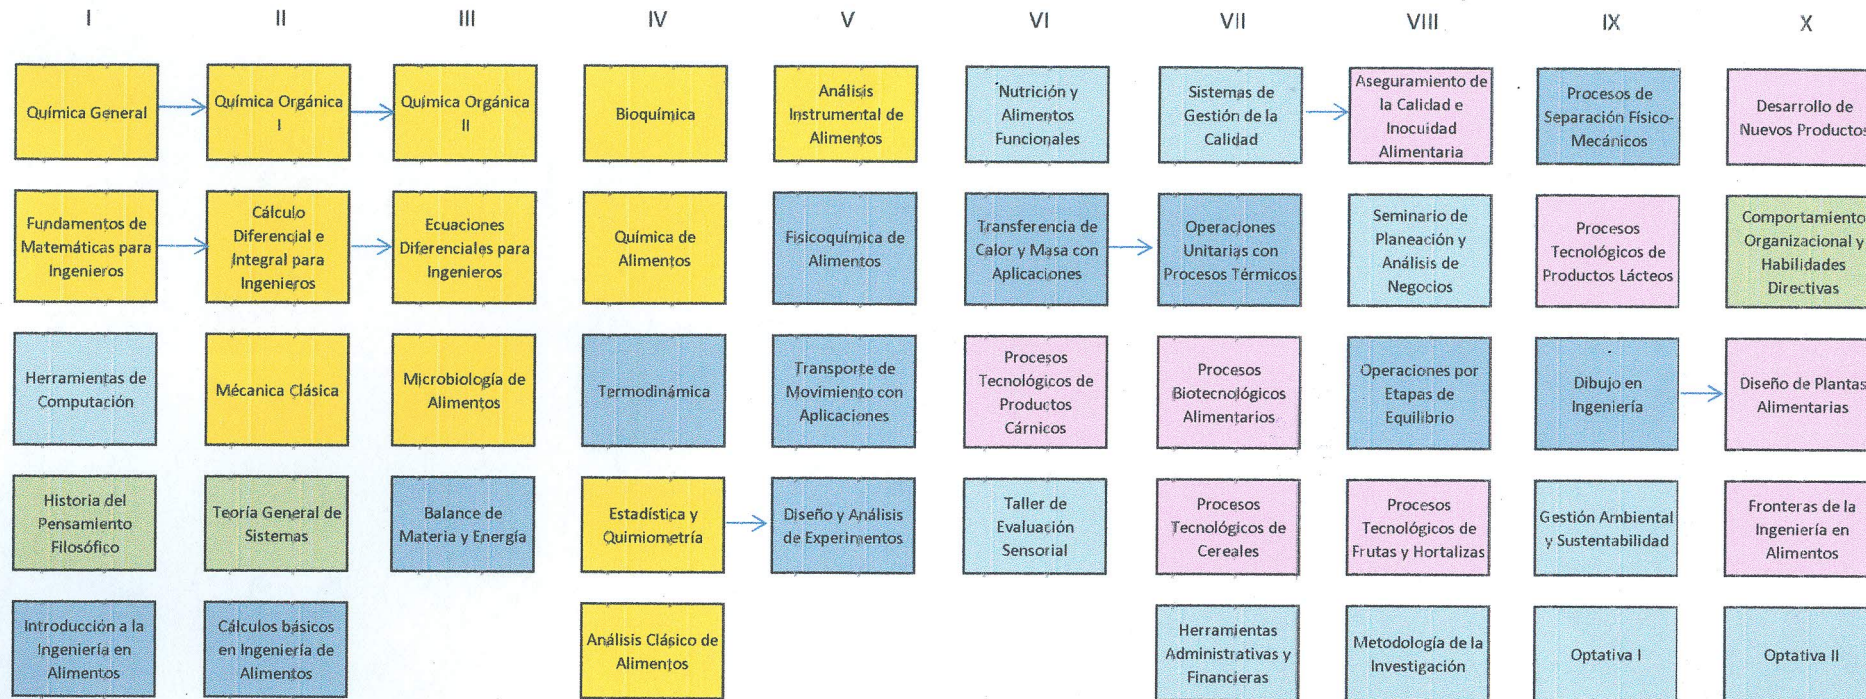 I II III IV V VI VII VIII IX X
Química General
Química Orgánica
I
Química Orgánica
II
Bioquímica
Análisis
Instrumental de
Alimentos
Nutrición y
Alimentos
Funcionales
Sistemas de
Gestión de la
Calidad
Aseguramiento de
la Calidad e
Inocuidad
Alimentaria
Procesos de
Separación Físico-
Mecánicos
Desarrollo de
Nuevos Productos
Fundamentos de
Matemáticas para
Ingenieros
Cálculo
Diferencial e
Integral para
Ingenieros
Ecuaciones
Diferenciales para
Ingenieros
Química de
Alimentos
Fisicoquímica de
Alimentos
Transferencia de
Calor y Masa con
Aplicaciones
Operaciones
Unitarias con
Procesos Térmicos
Seminario de
Planeación y
Análisis de
Negocios
Procesos
Tecnológicos de
Productos Lácteos
Comportamiento
Organizacional y
Habilidades
Directivas
Herramientas de
Computación
Mécanica Clásica
Microbiología de
Alimentos
Termodinámica
Transporte de
Movimiento con
Aplicaciones
Procesos
Tecnológicos de
Productos
Cárnicos
Procesos
Biotecnológicos
Alimentarios
Operaciones por
Etapas de
Equilibrio
Dibujo en
Ingeniería
Diseño de Plantas
Alimentarias
Historia del
Pensamiento
Filosófico
Teoría General de
Sistemas
Balance de
Materia y Energía
Estadística y
Quimiometría
Diseño y Análisis
de Experimentos
Taller de
Evaluación
Sensorial
Procesos
Tecnológicos de
Cereales
Procesos
Tecnológicos de
Frutas y Hortalizas
Gestión Ambiental
y Sustentabilidad
Fronteras de la
Ingeniería en
Alimentos
Introducción a la
Ingeniería en
Alimentos
Cálculos básicos
en Ingeniería de
Alimentos
Análisis Clásico de
Alimentos
Herramientas
Administrativas y
Financieras
Metodología de la
Investigación
Optativa I
Optativa II